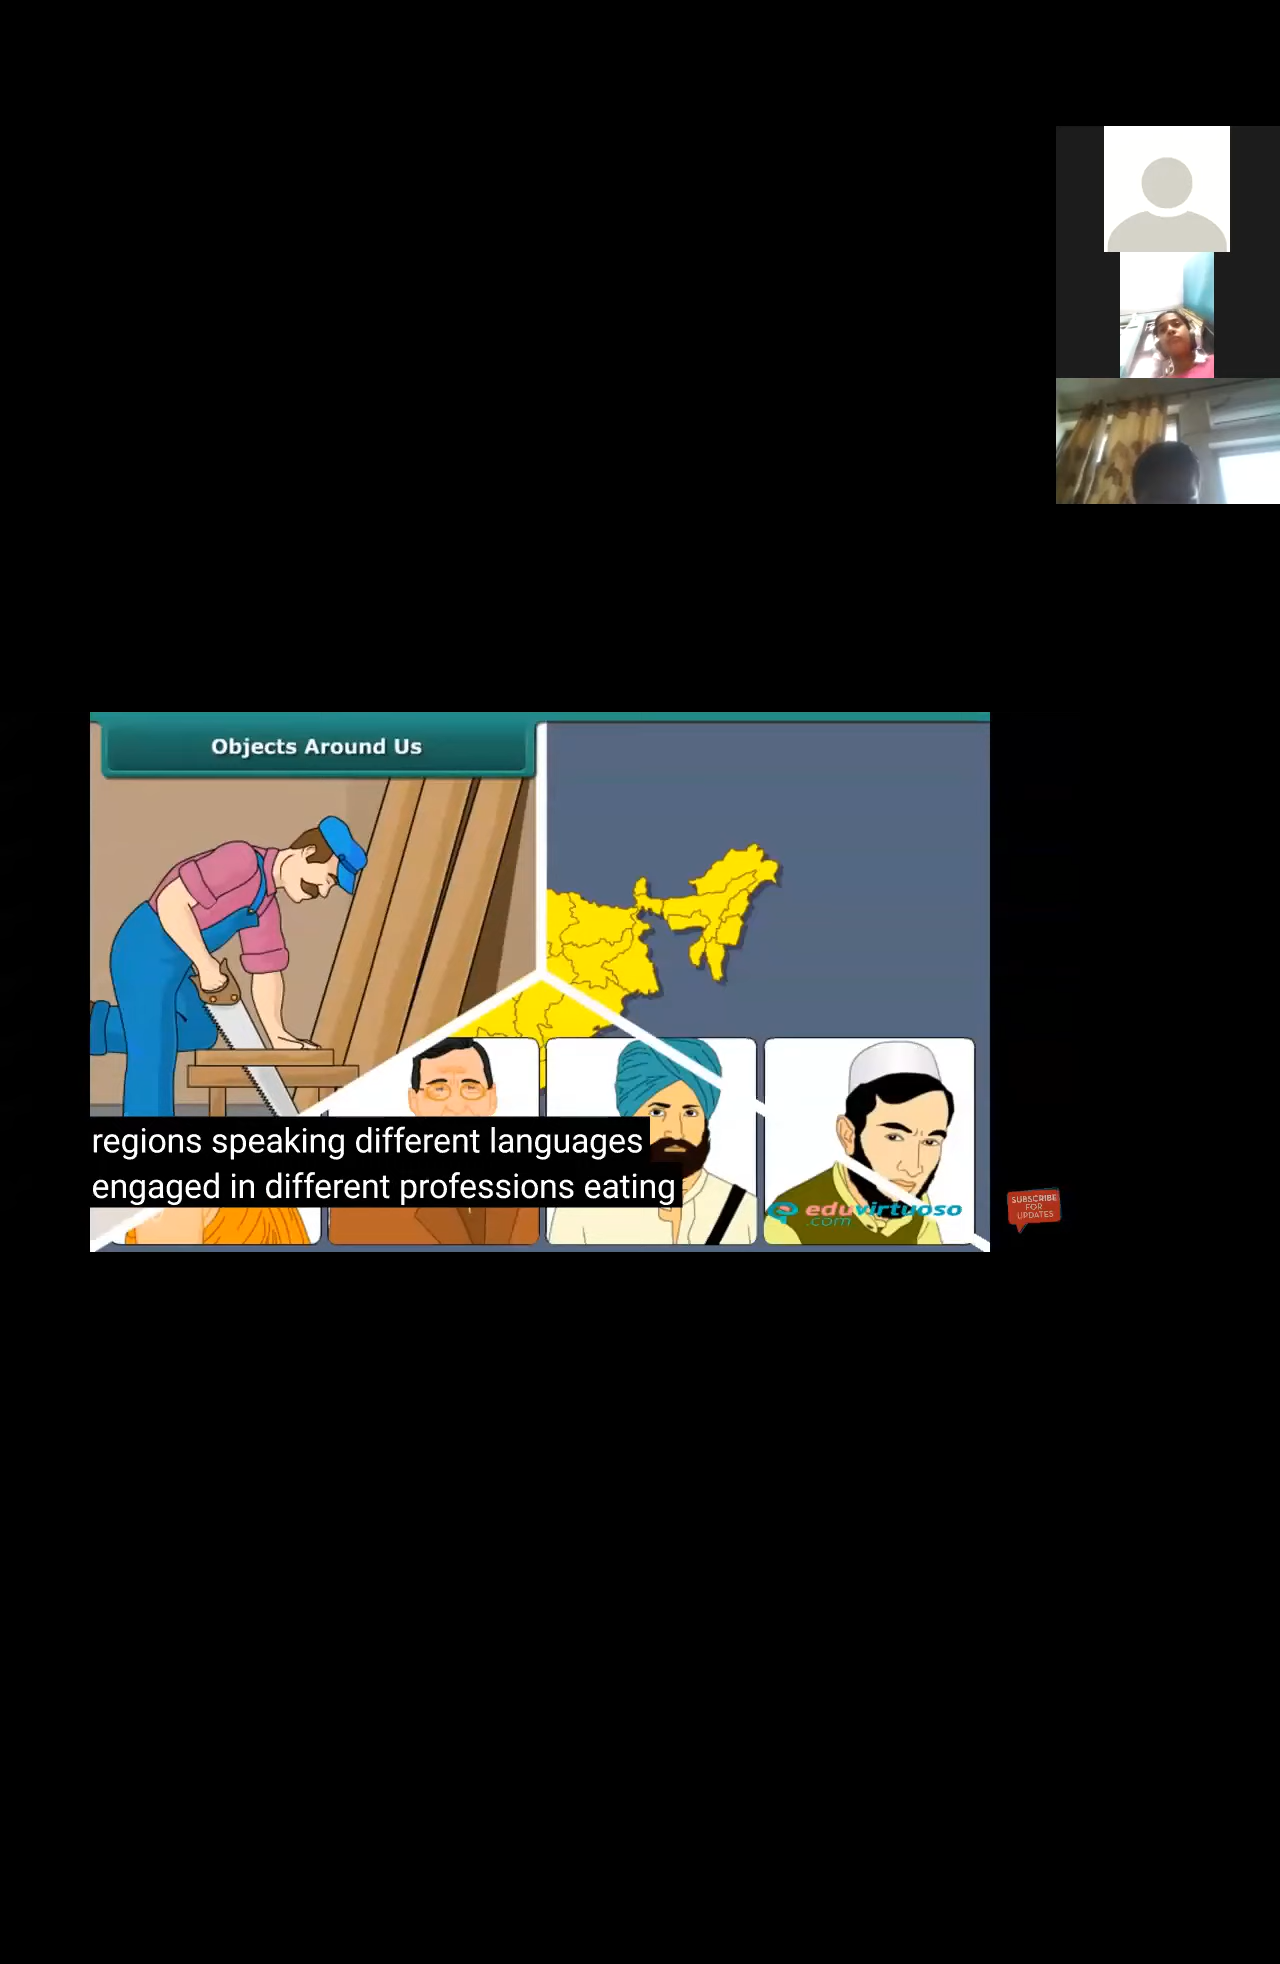 Objects Around Us
regions speaking different languages
engaged in different professions eating
eduvirtuoso
.com
SUBSCRIBE
FOR
UPDATES